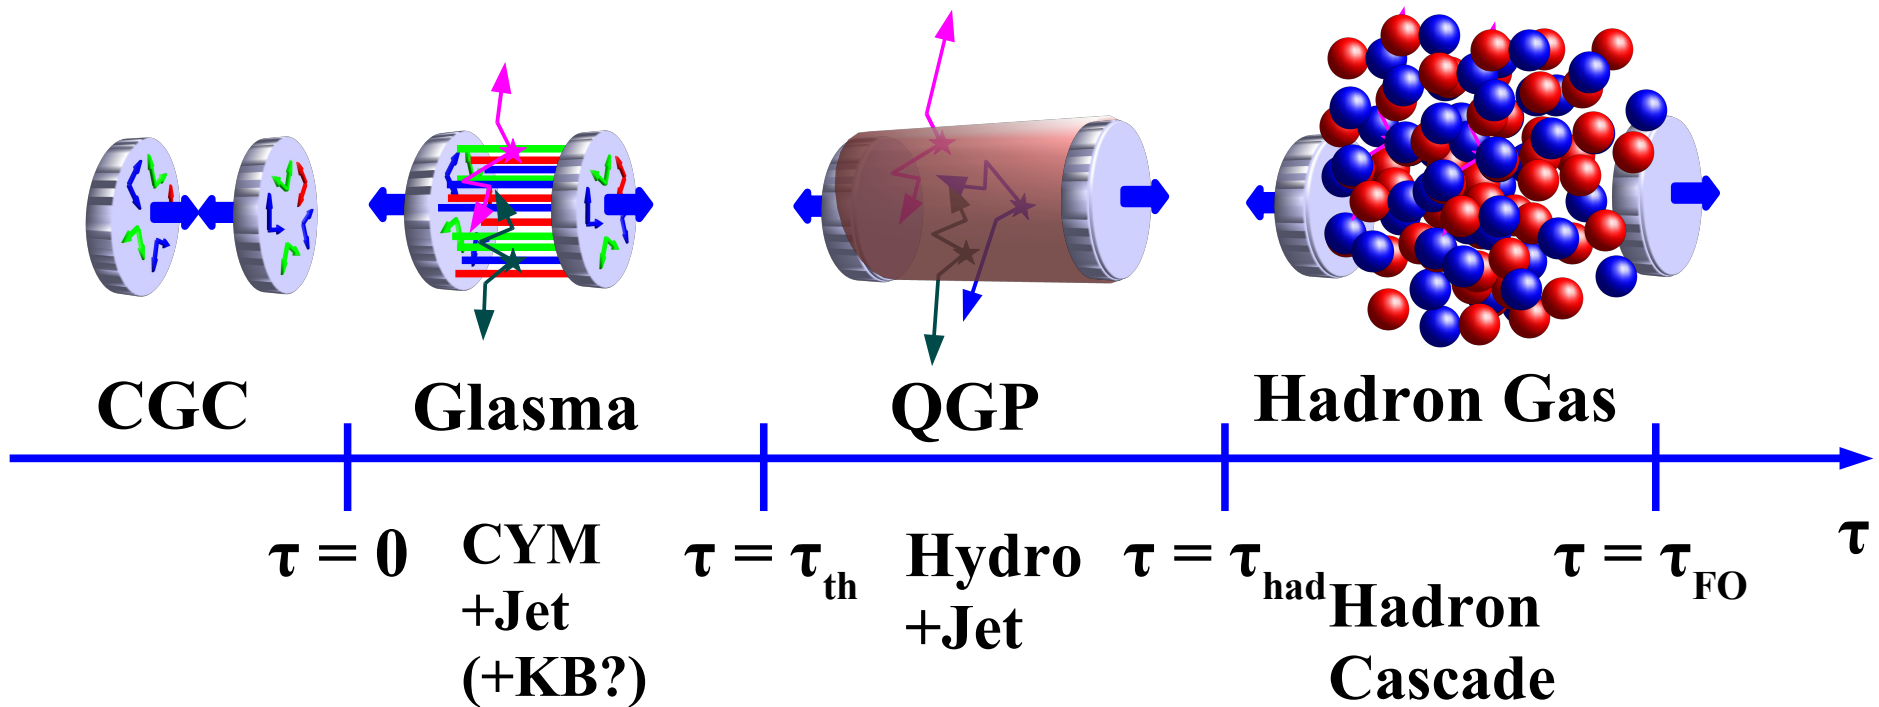 CGC
Glasma
QGP
Hadron Gas
τ = 0
CYM
+Jet
(+KB?)
τ = τth
Hydro
+Jet
τ = τhad
Hadron
Cascade
τ = τFO
τ